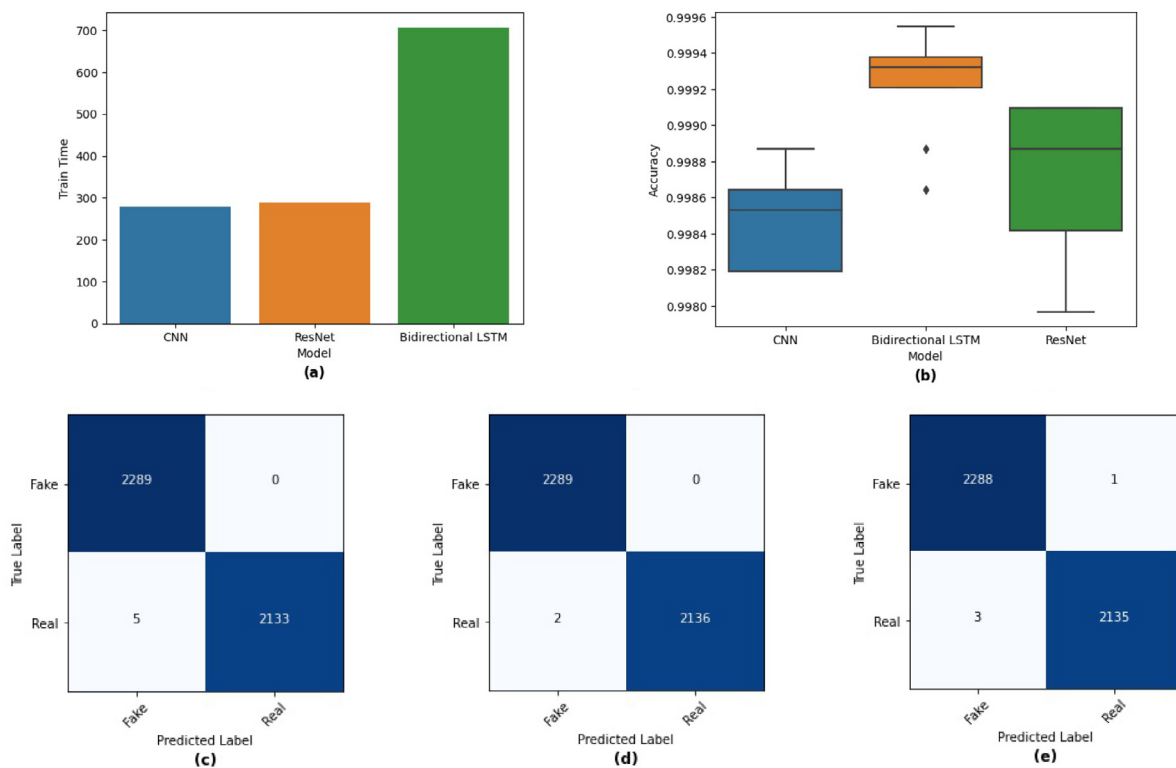 700
600
500
400
300
200
100
0
Train Time
CNN
ResNet
Bidirectional LSTM
Model
(a)
0.9996
0.9994
0.9992
0.9990
0.9988
0.9986
0.9984
0.9982
0.9980
Accuracy
CNN
Bidirectional LSTM
ResNet
Model
(b)
True Label
Fake
2289 0
Real
5 2133
Fake
Real
Predicted Label
(c)
True Label
Fake
2289 0
Real
2 2136
Fake
Real
Predicted Label
(d)
True Label
Fake
2288 1
Real
3 2135
Fake
Real
Predicted Label
(e)